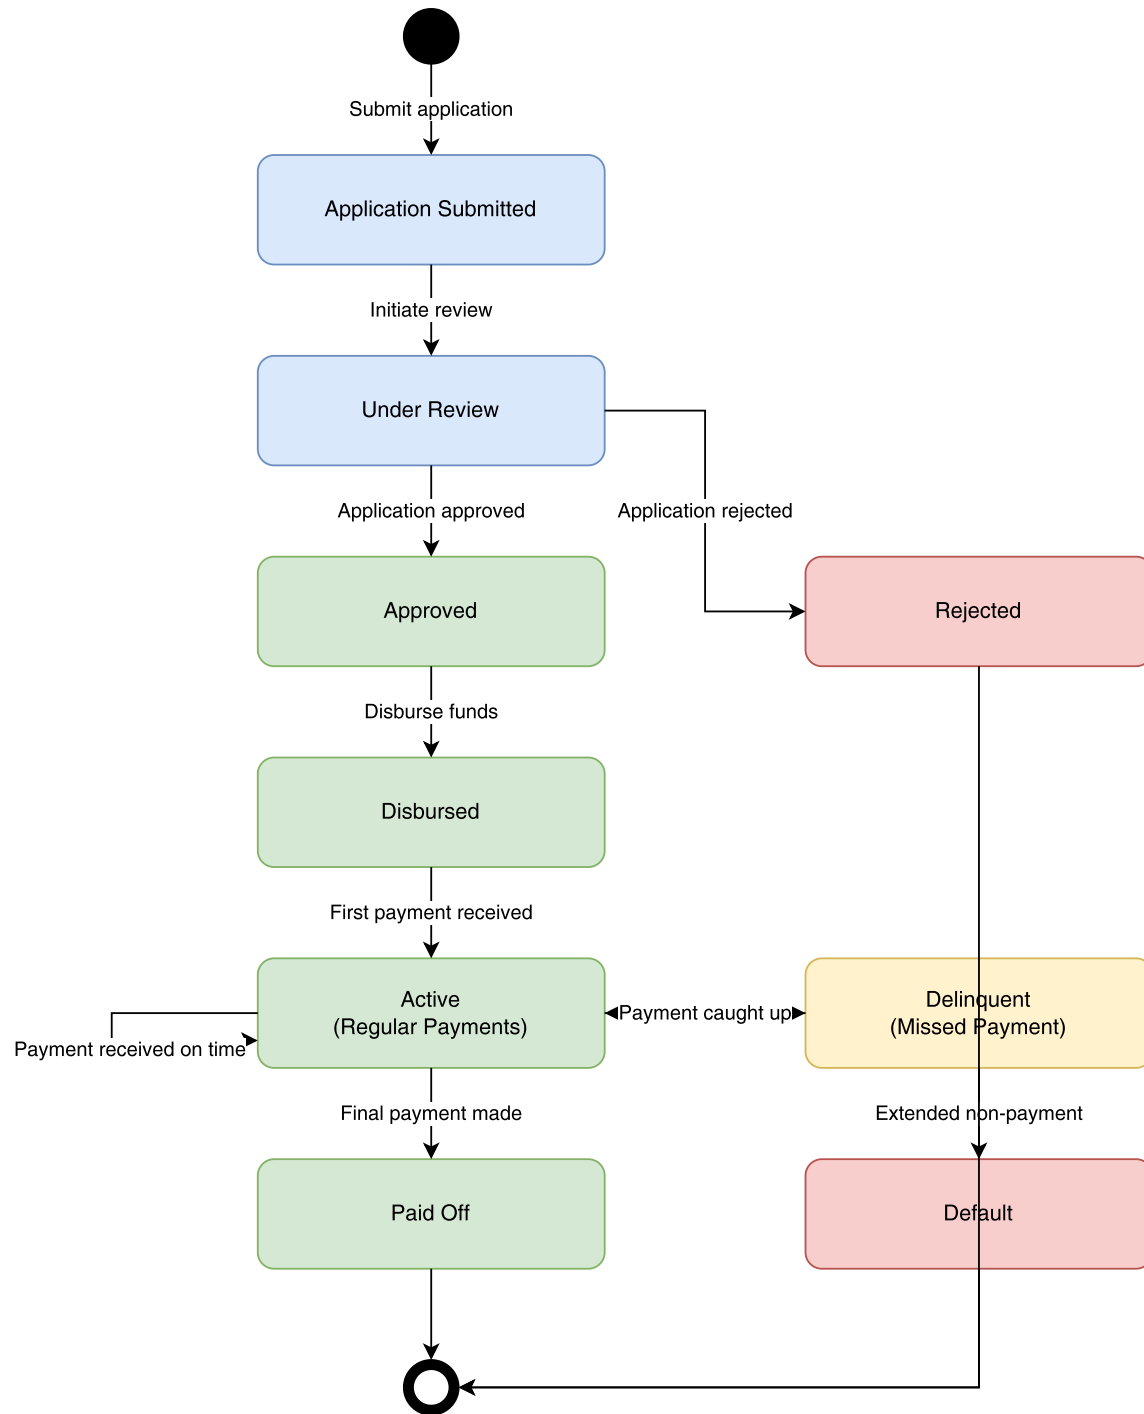 Submit application
Application Submitted
Initiate review
Under Review
Application approved
Application rejected
Approved
Rejected
Disburse funds
Disbursed
First payment received
Active
(Regular Payments)
Payment caught up
Delinquent
(Missed Payment)
Payment received on time
Final payment made
Extended non-payment
Paid Off
Default